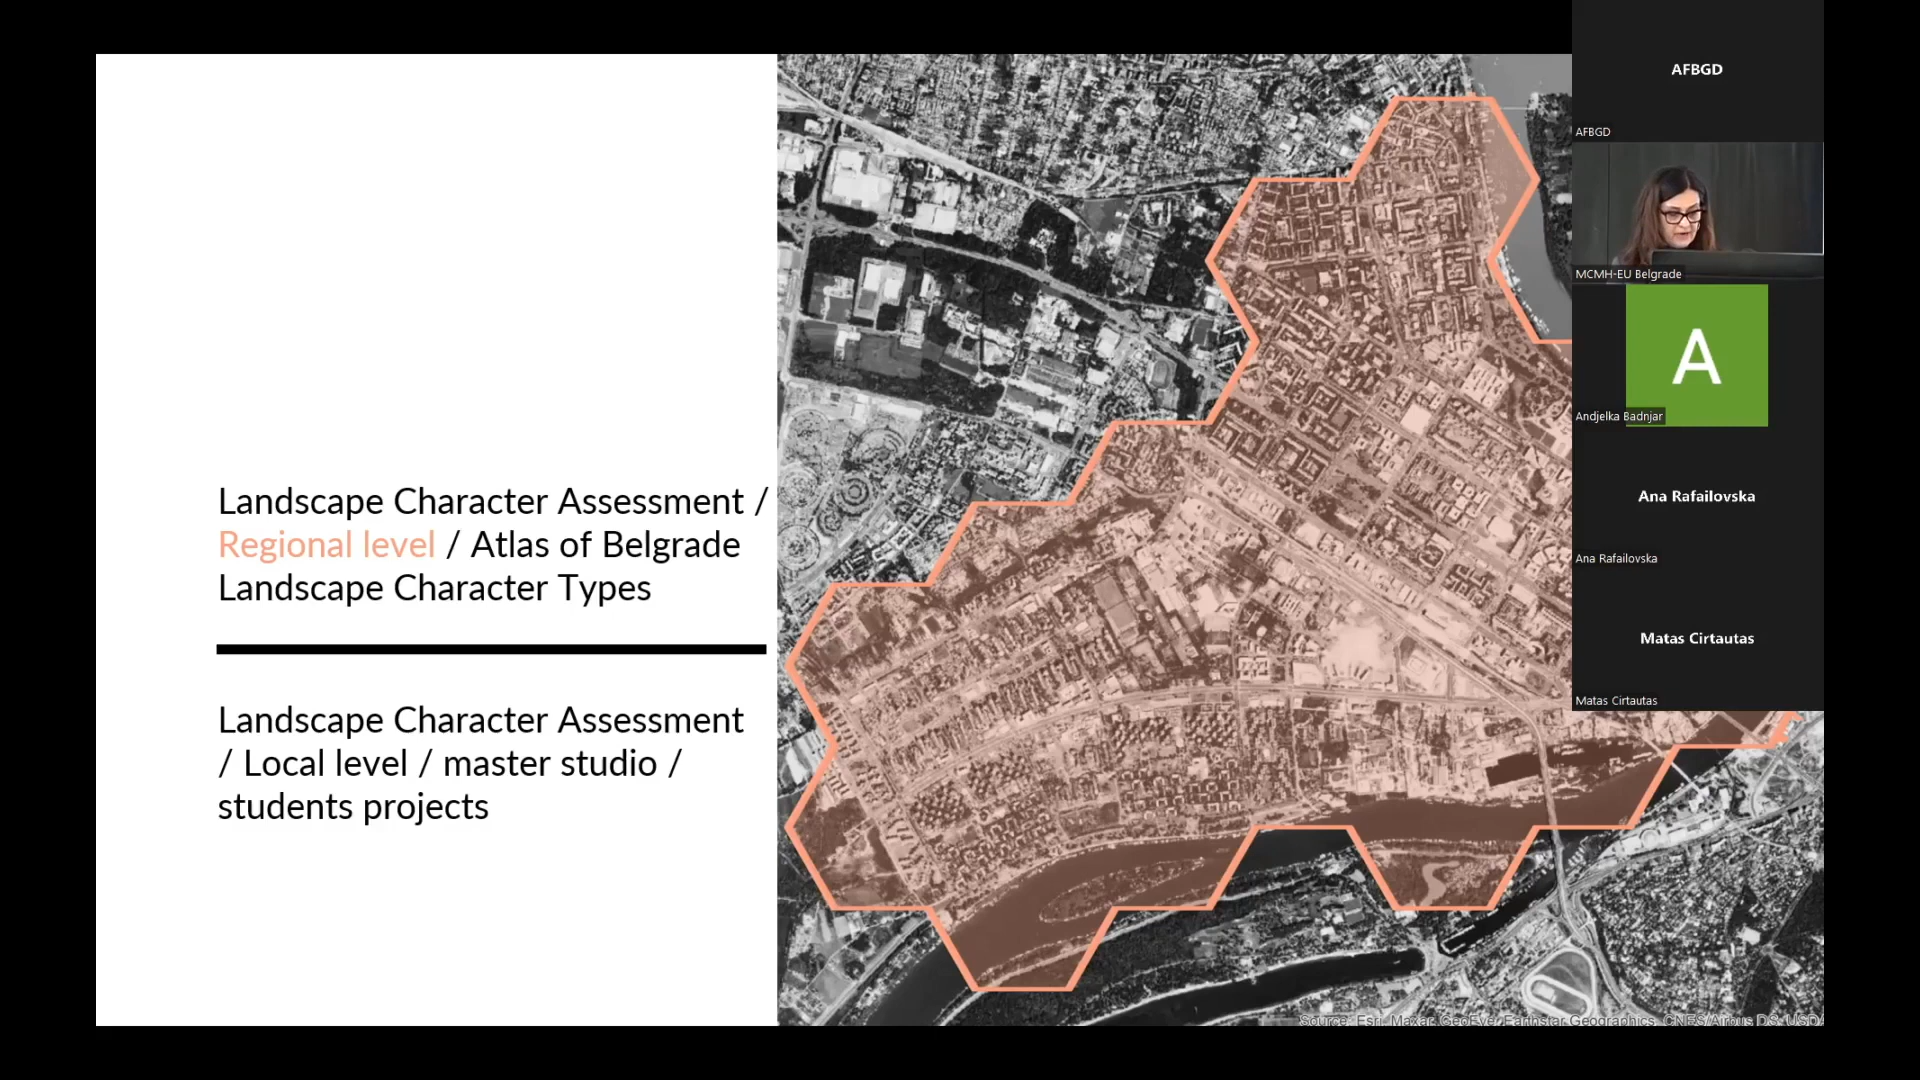 Landscape Character Assessment /
Regional level / Atlas of Belgrade
Landscape Character Types
Landscape Character Assessment
/ Local level / master studio /
students projects
AFBGD
AFBGD
MCMH-EU Belgrade
A
Andjelka Badnjar
Ana Rafailovska
Ana Rafailovska
Matas Cirtautas
Matas Cirtautas
Source: Esri, Maxar, GeoEye, Earthstar Geographics, CNES/Airbus DS, USDA